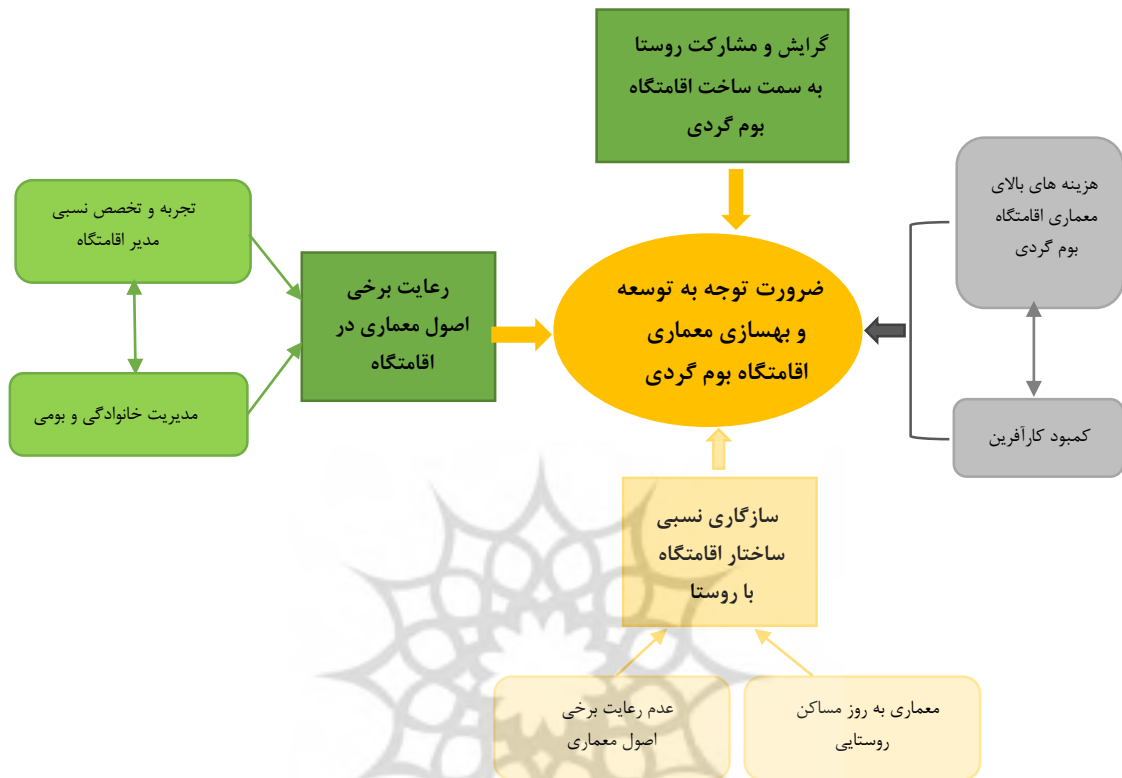 گرایش و مشارکت روستا
به سمت ساخت اقامتگاه
بوم گردی
هزینه های بالای
معماری اقامتگاه
بوم گردی
تجربه و تخصص نسبی
مدیر اقامتگاه
رعایت برخی
اصول معماری در
اقامتگاه
ضرورت توجه به توسعه
و بهسازی معماری
اقامتگاه بوم گردی
مدیریت خانوادگی و بومی
کمبود کارآفرین
سازگاری نسبی
ساختار اقامتگاه
با روستا
معماری به روز مساکن
روستایی
عدم رعایت برخی
اصول معماری